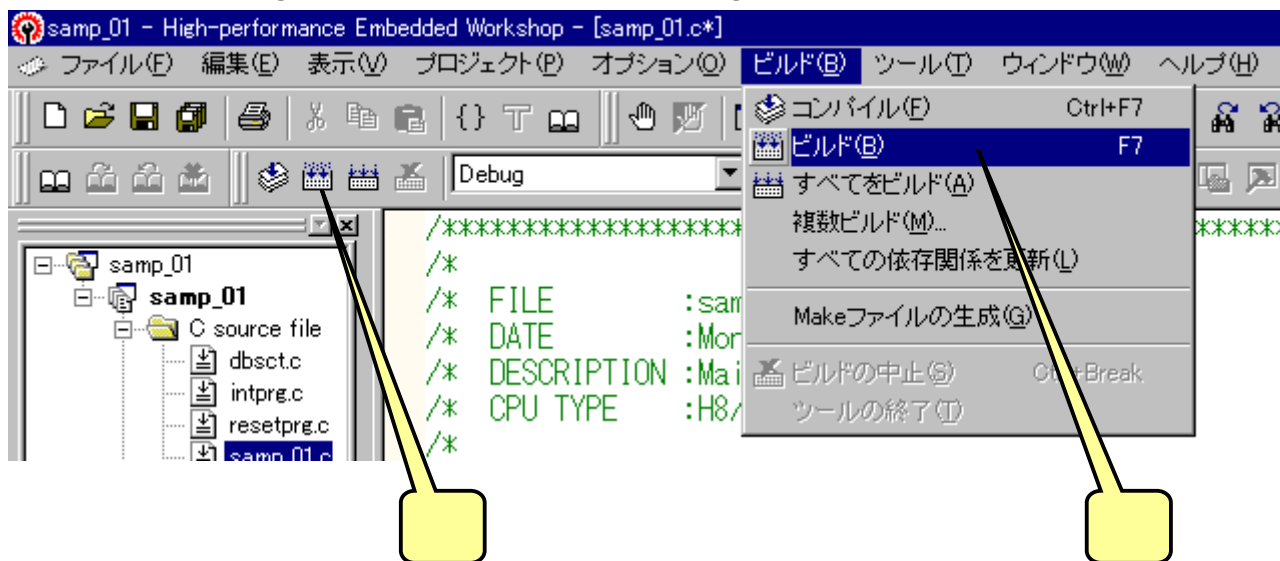 samp_01 - High-performance Embedded Workshop - [samp_01.c*]
ファイル(F) 編集(E) 表示(V) プロジェクト(P) オプション(O) ビルド(B) ツール(T) ウィンドウ(W) ヘルプ(H)
コンパイル(F) Ctrl+F7
ビルド(B) F7
すべてをビルド(A)
複数ビルド(M)...
すべての依存関係を更新(L)
Makeファイルの生成(G)
ビルドの中止(S) Ctrl+Break
ツールの終了(T)
Debug
samp_01
samp_01
C source file
dbsct.c
intprg.c
resetprg.c
samp_01.c
/*******************
/*
/* FILE :sam
/* DATE :Mon
/* DESCRIPTION :Mai
/* CPU TYPE :H8/
/*